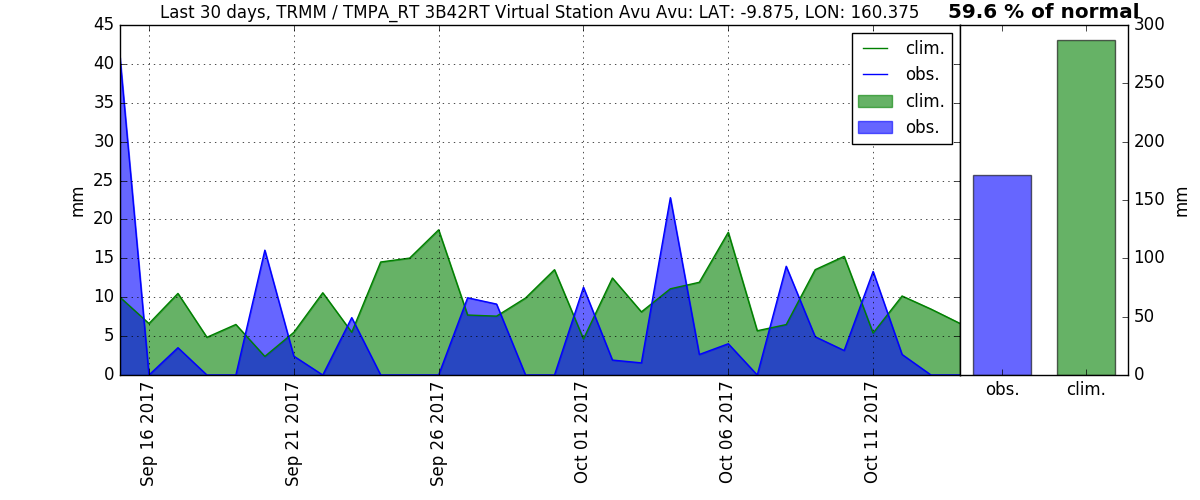 Last 30 days, TRMM / TMPA_RT 3B42RT Virtual Station Avu Avu: LAT: -9.875, LON: 160.375
59.6 % of normal
45
40
35
30
25
20
15
10
5
0
mm
clim.
obs.
clim.
obs.
Sep 16 2017
Sep 21 2017
Sep 26 2017
Oct 01 2017
Oct 06 2017
Oct 11 2017
300
250
200
150
100
50
0
mm
obs.
clim.